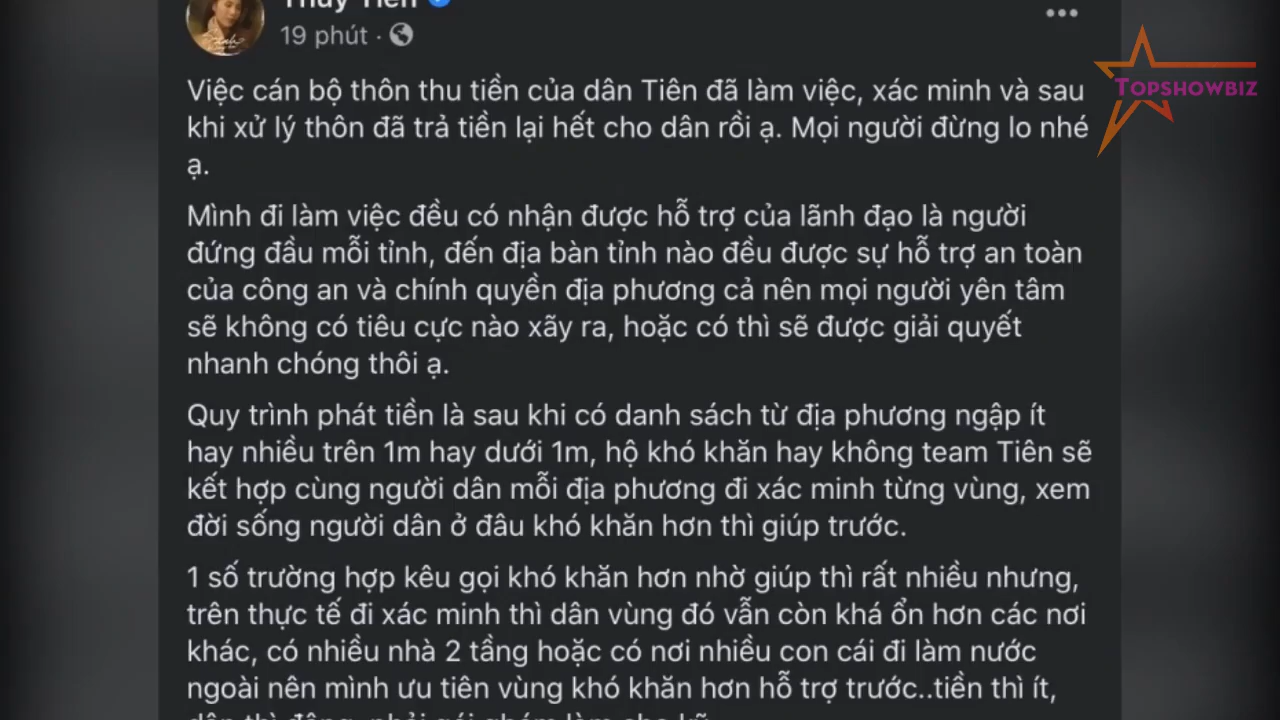 Thủy Tiên
19 phút ·
TOPSHOWBIZ
Việc cán bộ thôn thu tiền của dân Tiên đã làm việc, xác minh và sau
khi xử lý thôn đã trả tiền lại hết cho dân rồi ạ. Mọi người đừng lo nhé
ạ.
Mình đi làm việc đều có nhận được hỗ trợ của lãnh đạo là người
đứng đầu mỗi tỉnh, đến địa bàn tỉnh nào đều được sự hỗ trợ an toàn
của công an và chính quyền địa phương cả nên mọi người yên tâm
sẽ không có tiêu cực nào xãy ra, hoặc có thì sẽ được giải quyết
nhanh chóng thôi ạ.
Quy trình phát tiền là sau khi có danh sách từ địa phương ngập ít
hay nhiều trên 1m hay dưới 1m, hộ khó khăn hay không team Tiên sẽ
kết hợp cùng người dân mỗi địa phương đi xác minh từng vùng, xem
đời sống người dân ở đâu khó khăn hơn thì giúp trước.
1 số trường hợp kêu gọi khó khăn hơn nhờ giúp thì rất nhiều nhưng,
trên thực tế đi xác minh thì dân vùng đó vẫn còn khá ổn hơn các nơi
khác, có nhiều nhà 2 tầng hoặc có nơi nhiều con cái đi làm nước
ngoài nên mình ưu tiên vùng khó khăn hơn hỗ trợ trước..tiền thì ít,